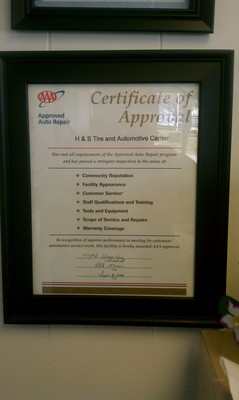 AAA
Approved
Auto Repair
Certificate of
Approval
H & S Tire and Automotive Center
Has met all requirements of the Approved Auto Repair program
and has passed a stringent inspection in the areas of:
Community Reputation
Facility Appearance
Customer Service*
Staff Qualifications and Training
Tools and Equipment
Scope of Service and Repairs
Warranty Coverage
In recognition of superior performance in meeting its customers'
automotive service needs, this facility is hereby awarded AAA approval.